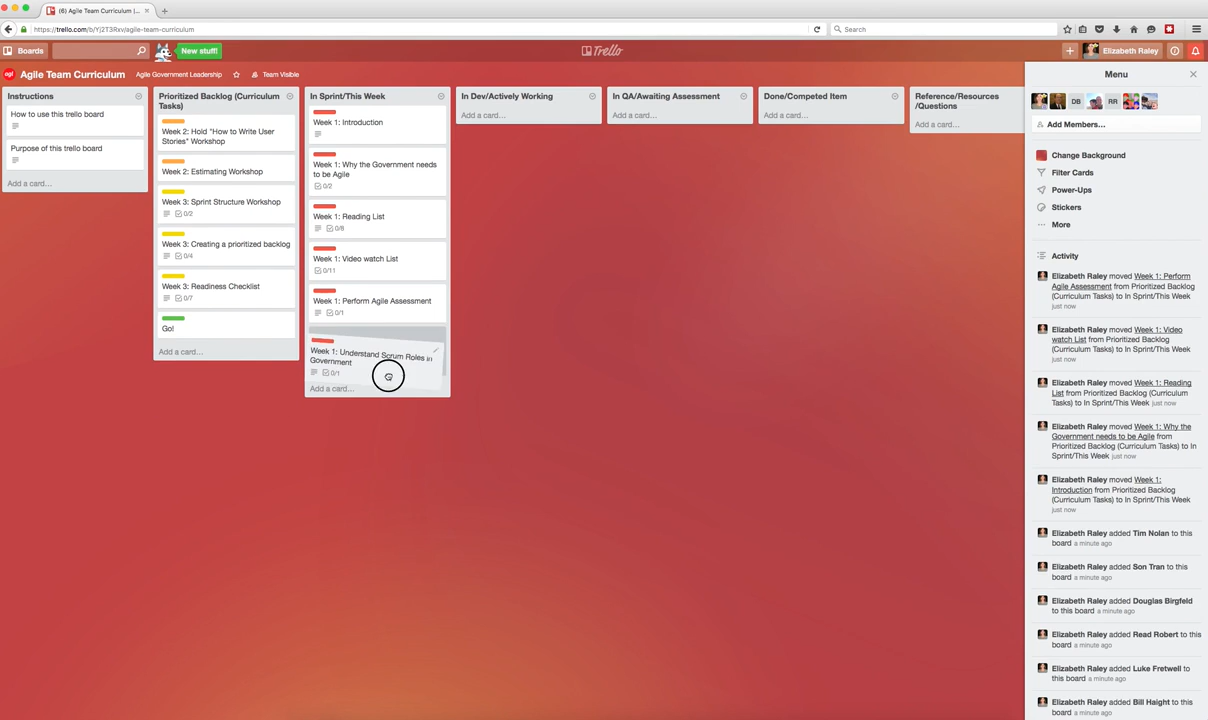 (6) Agile Team Curriculum |...
https://trello.com/b/Yj2T3Rxv/agile-team-curriculum
Search
Boards
New stuff!
Trello
Elizabeth Raley
agl
Agile Team Curriculum
Agile Government Leadership
Team Visible
Instructions
How to use this trello board
Purpose of this trello board
Add a card...
Prioritized Backlog (Curriculum
Tasks)
Week 2: Hold "How to Write User
Stories" Workshop
Week 2: Estimating Workshop
Week 3: Sprint Structure Workshop
0/2
Week 3: Creating a prioritized backlog
0/4
Week 3: Readiness Checklist
0/7
Go!
Add a card...
In Sprint/This Week
Week 1: Introduction
Week 1: Why the Government needs
to be Agile
0/2
Week 1: Reading List
0/8
Week 1: Video watch List
0/11
Week 1: Perform Agile Assessment
0/1
Week 1: Understand Scrum Roles in
Government
0/1
Add a card...
In Dev/Actively Working
Add a card...
In QA/Awaiting Assessment
Add a card...
Done/Competed Item
Add a card...
Reference/Resources
/Questions
Add a card...
Menu
DB
RR
Add Members...
Change Background
Filter Cards
Power-Ups
Stickers
More
Activity
Elizabeth Raley moved Week 1: Perform
Agile Assessment from Prioritized Backlog
(Curriculum Tasks) to In Sprint/This Week
just now
Elizabeth Raley moved Week 1: Video
watch List from Prioritized Backlog
(Curriculum Tasks) to In Sprint/This Week
just now
Elizabeth Raley moved Week 1: Reading
List from Prioritized Backlog (Curriculum
Tasks) to In Sprint/This Week just now
Elizabeth Raley moved Week 1: Why the
Government needs to be Agile from
Prioritized Backlog (Curriculum Tasks) to In
Sprint/This Week just now
Elizabeth Raley moved Week 1:
Introduction from Prioritized Backlog
(Curriculum Tasks) to In Sprint/This Week
just now
Elizabeth Raley added Tim Nolan to this
board a minute ago
Elizabeth Raley added Son Tran to this
board a minute ago
Elizabeth Raley added Douglas Birgfeld
to this board a minute ago
Elizabeth Raley added Read Robert to this
board a minute ago
Elizabeth Raley added Luke Fretwell to
this board a minute ago
Elizabeth Raley added Bill Haight to this
board a minute ago